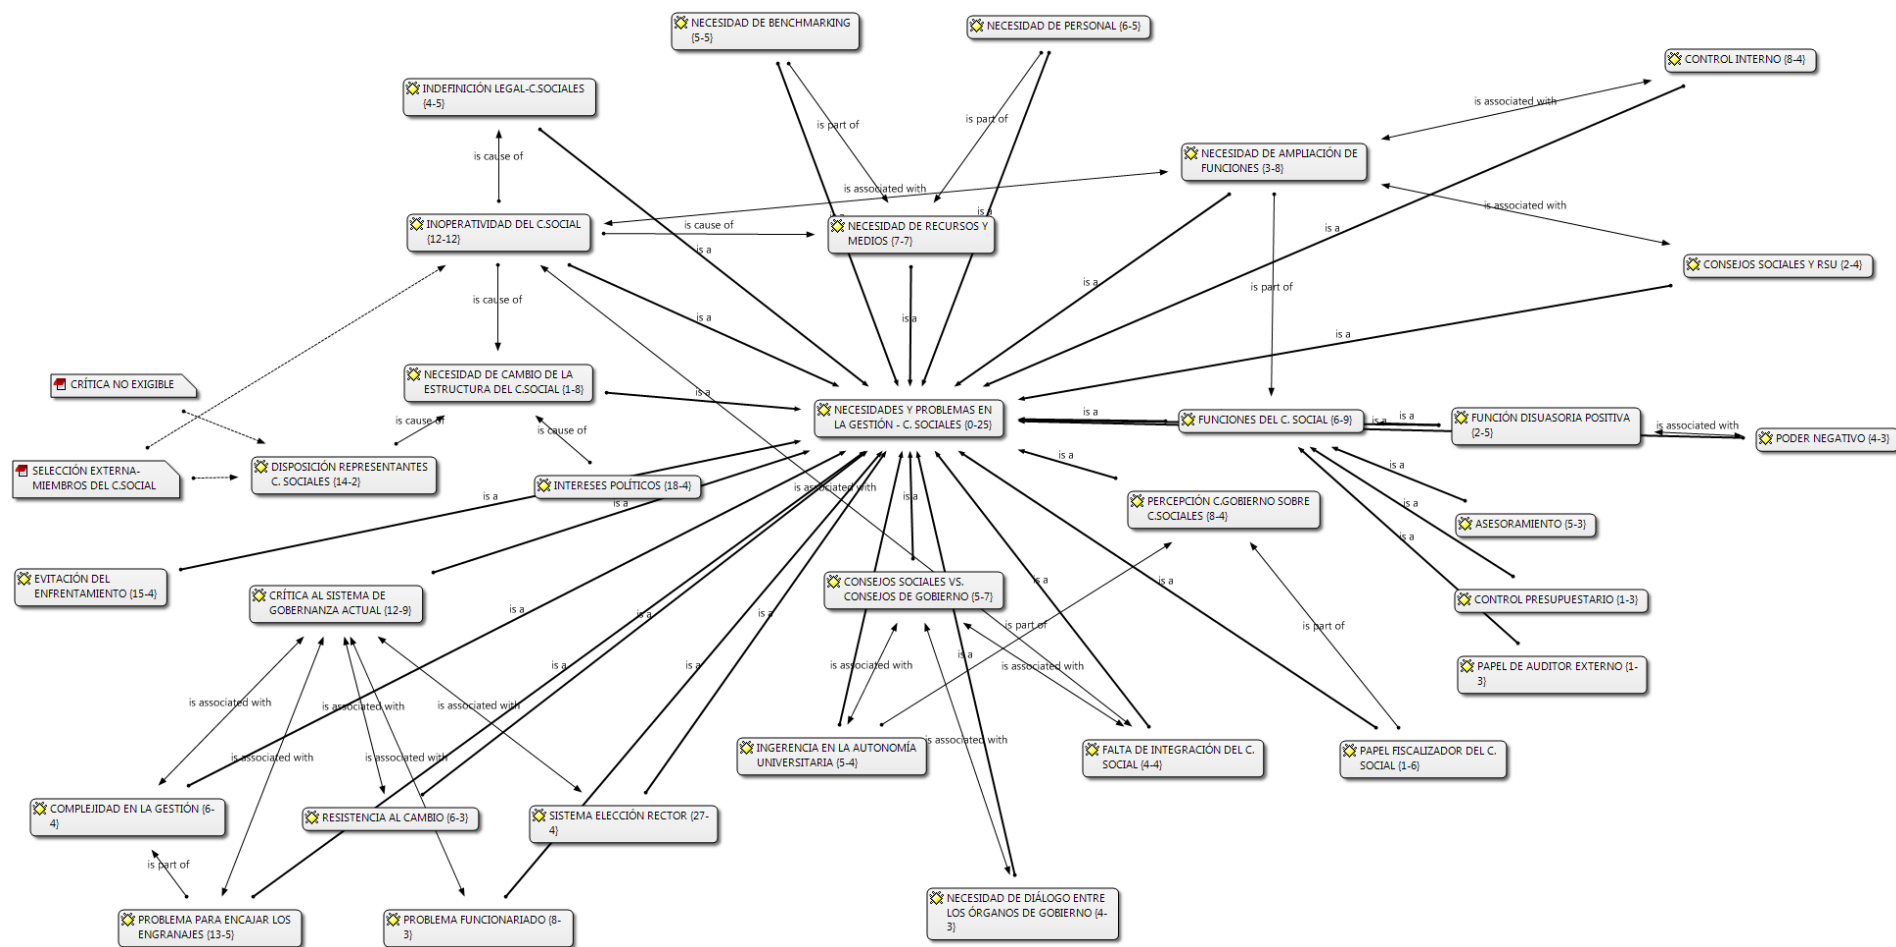 NECESIDAD DE BENCHMARKING
{5-5}
NECESIDAD DE PERSONAL {6-5}
CONTROL INTERNO {8-4}
INDEFINICIÓN LEGAL-C.SOCIALES
{4-5}
is associated with
is part of
is part of
is cause of
NECESIDAD DE AMPLIACIÓN DE
FUNCIONES {3-8}
is associated with
is associated with
INOPERATIVIDAD DEL C.SOCIAL
{12-12}
is cause of
is a
is a
NECESIDAD DE RECURSOS Y
MEDIOS {7-7}
is a
is a
CONSEJOS SOCIALES Y RSU {2-4}
is a
is part of
is cause of
is a
is a
is a
NECESIDAD DE CAMBIO DE LA
ESTRUCTURA DEL C.SOCIAL {1-8}
is a
CRÍTICA NO EXIGIBLE
NECESIDADES Y PROBLEMAS EN
LA GESTIÓN - C. SOCIALES {0-25}
is a
FUNCIONES DEL C. SOCIAL {6-9}
is a
is a
FUNCIÓN DISUASORIA POSITIVA
{2-5}
is associated with
PODER NEGATIVO {4-3}
is cause of
is cause of
SELECCIÓN EXTERNA-
MIEMBROS DEL C.SOCIAL
DISPOSICIÓN REPRESENTANTES
C. SOCIALES {14-2}
INTERESES POLÍTICOS {18-4}
is associated with
is a
is a
is a
is a
PERCEPCIÓN C.GOBIERNO SOBRE
C.SOCIALES {8-4}
is a
ASESORAMIENTO {5-3}
is a
is a
EVITACIÓN DEL
ENFRENTAMIENTO {15-4}
CRÍTICA AL SISTEMA DE
GOBERNANZA ACTUAL {12-9}
CONSEJOS SOCIALES VS.
CONSEJOS DE GOBIERNO {5-7}
is a
is a
CONTROL PRESUPUESTARIO {1-3}
is a
is a
is a
is part of
is part of
is a
is associated with
is associated with
is a
is a
PAPEL DE AUDITOR EXTERNO {1-
3}
is associated with
is associated with
is associated with
is associated with
is associated with
INGERENCIA EN LA AUTONOMÍA
UNIVERSITARIA {5-4}
FALTA DE INTEGRACIÓN DEL C.
SOCIAL {4-4}
PAPEL FISCALIZADOR DEL C.
SOCIAL {1-6}
COMPLEJIDAD EN LA GESTIÓN {6-
4}
RESISTENCIA AL CAMBIO {6-3}
SISTEMA ELECCIÓN RECTOR {27-
4}
is part of
PROBLEMA PARA ENCAJAR LOS
ENGRANAJES {13-5}
PROBLEMA FUNCIONARIADO {8-
3}
NECESIDAD DE DIÁLOGO ENTRE
LOS ÓRGANOS DE GOBIERNO {4-
3}